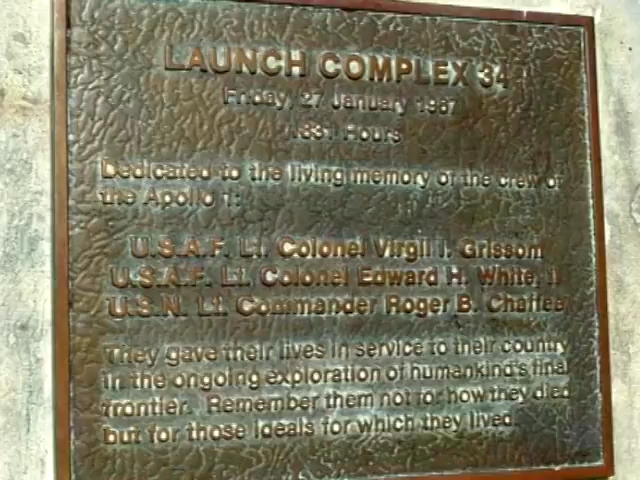 LAUNCH COMPLEX 34
Friday, 27 January 1967
1831 Hours
Dedicated to the living memory of the crew of
the Apollo 1:
U.S.A.F. Lt. Colonel Virgil I. Grissom
U.S.A.F. Lt. Colonel Edward H. White, II
U.S.N. Lt. Commander Roger B. Chaffee
They gave their lives in service to their country
in the ongoing exploration of humankind's final
frontier. Remember them not for how they died
but for those ideals for which they lived.